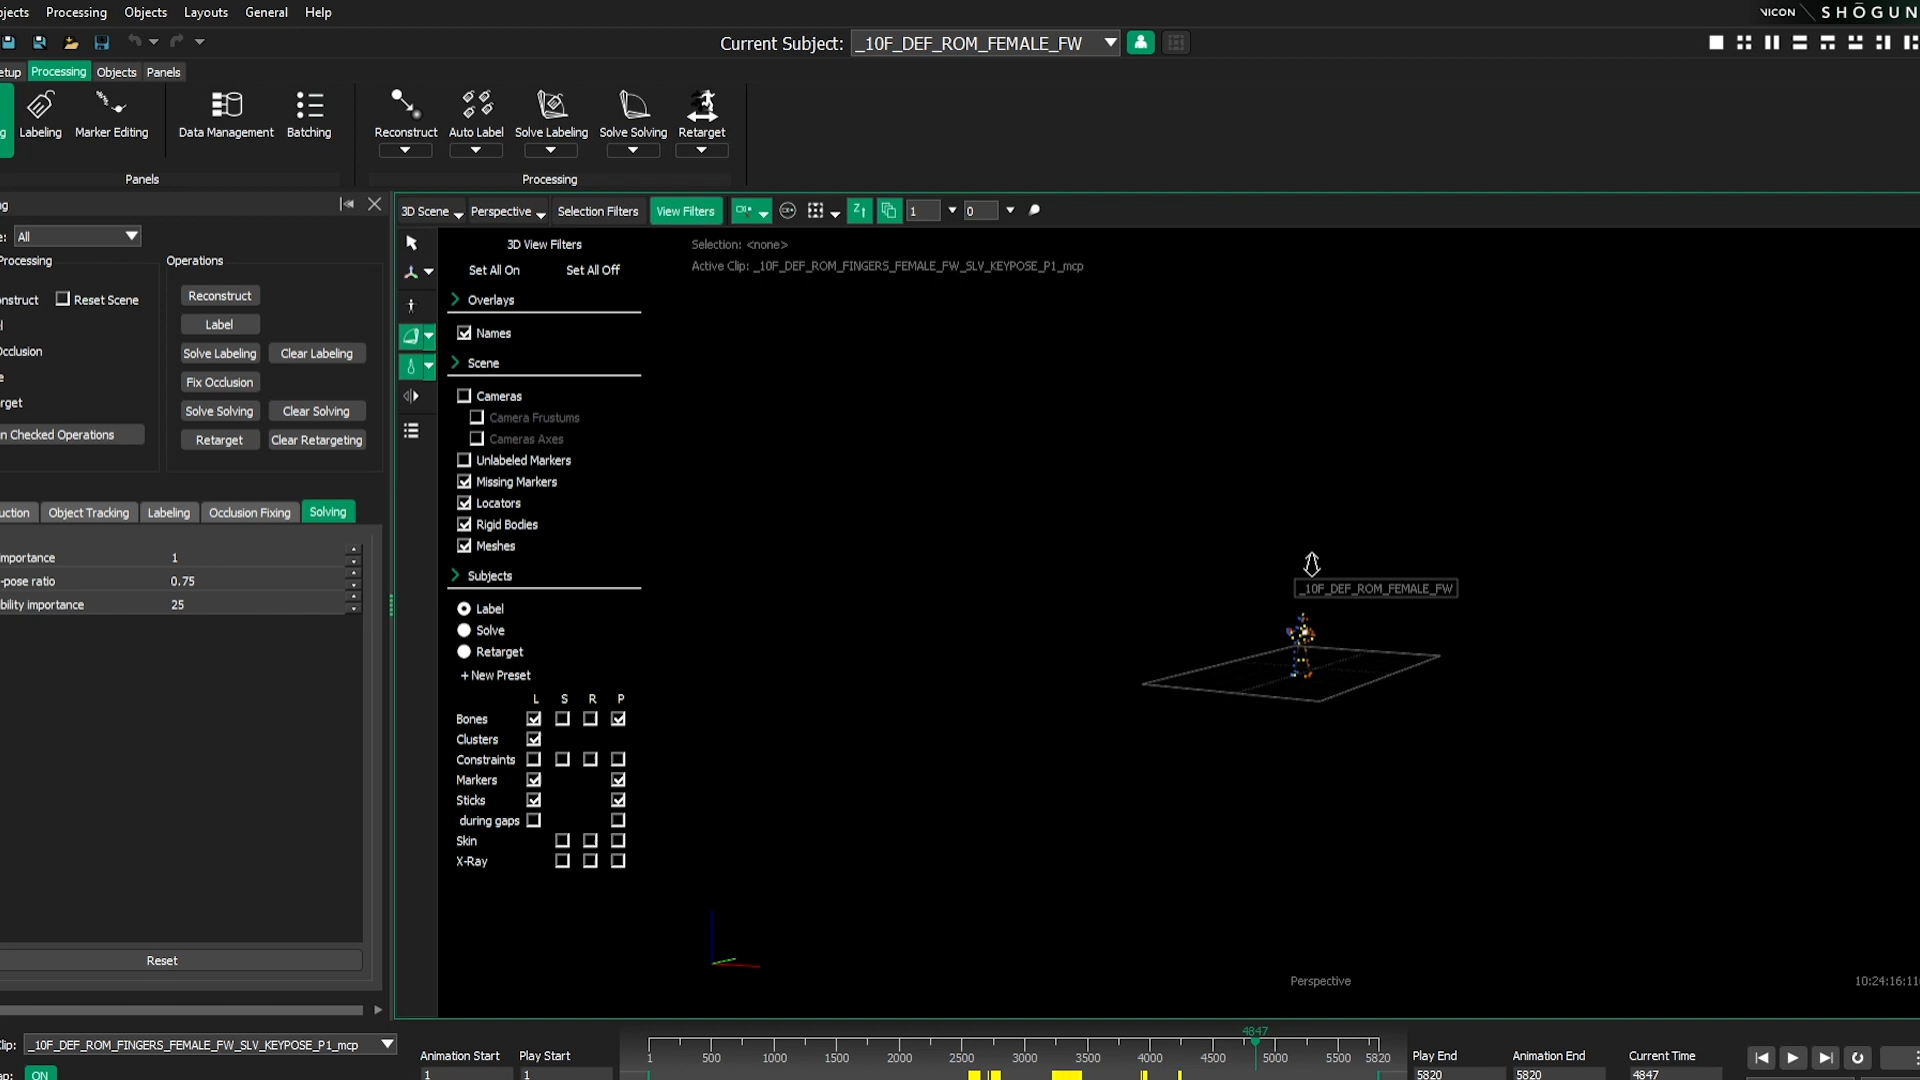 bjects Processing Objects Layouts General Help
VICON SHŌGUN
Current Subject: _10F_DEF_ROM_FEMALE_FW
etup Processing Objects Panels
g Labeling Marker Editing Data Management Batching Reconstruct Auto Label Solve Labeling Solve Solving Retarget
Panels Processing
ng
3D Scene Perspective Selection Filters View Filters 1 0
e: All
3D View Filters
Selection: <none>
Set All On Set All Off
Active Clip: _10F_DEF_ROM_FINGERS_FEMALE_FW_SLV_KEYPOSE_P1_mcp
Processing Operations
onstruct Reset Scene
Reconstruct
l
Label
Occlusion
Solve Labeling Clear Labeling
e
Fix Occlusion
rget
Solve Solving Clear Solving
n Checked Operations
Retarget Clear Retargeting
Overlays
Names
Scene
Cameras
Camera Frustums
Cameras Axes
Unlabeled Markers
Missing Markers
Locators
Rigid Bodies
Meshes
uction Object Tracking Labeling Occlusion Fixing Solving
mportance 1
-pose ratio 0.75
bility importance 25
Subjects
Label
Solve
Retarget
+ New Preset
L S R P
Bones
Clusters
Constraints
Markers
Sticks
during gaps
Skin
X-Ray
_10F_DEF_ROM_FEMALE_FW
Reset
Perspective
10:24:16:11
lip: _10F_DEF_ROM_FINGERS_FEMALE_FW_SLV_KEYPOSE_P1_mcp
ap: ON
Animation Start Play Start
1 1
4847
1 500 1000 1500 2000 2500 3000 3500 4000 4500 5000 5500 5820
Play End Animation End Current Time
5820 5820 4847